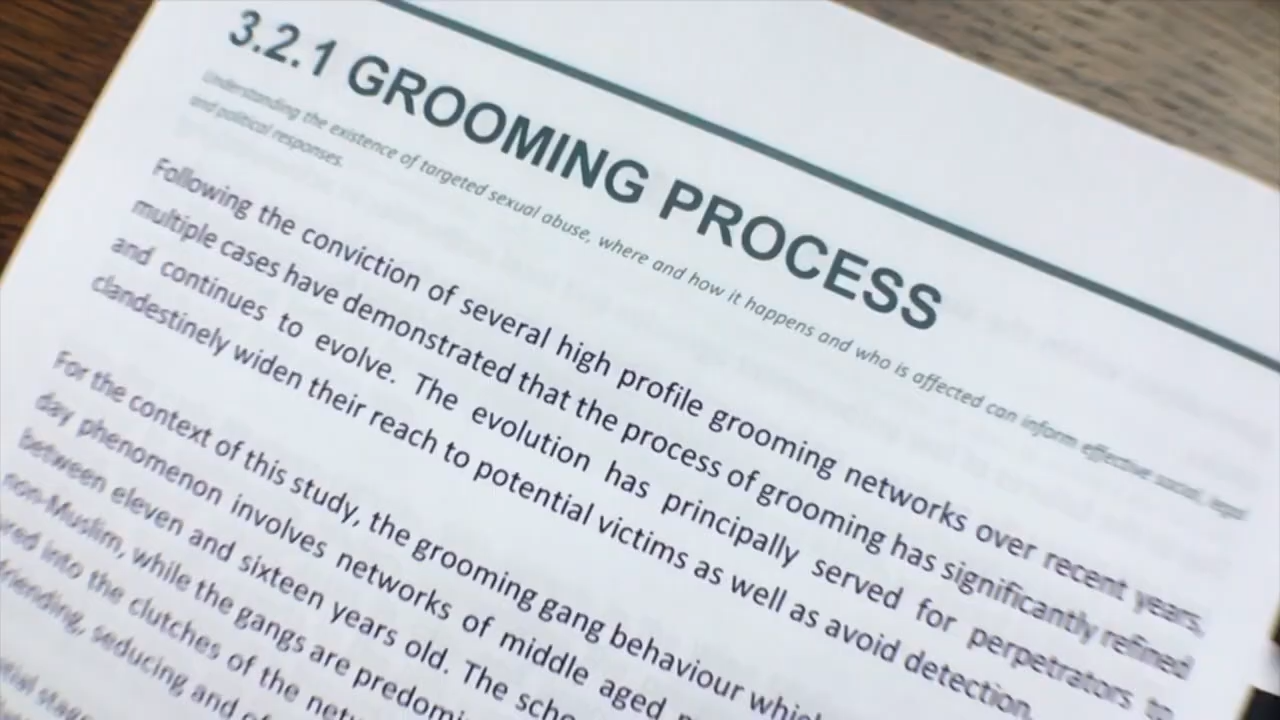 3.2.1 GROOMING PROCESS
Understanding the existence of targeted sexual abuse, where and how it happens and who is affected can inform effective social, legal
and political responses.
Following the conviction of several high profile grooming networks over recent years,
multiple cases have demonstrated that the process of grooming has significantly refined
and continues to evolve. The evolution has principally served for perpetrators to
clandestinely widen their reach to potential victims as well as avoid detection.
For the context of this study, the grooming gang behaviour
day phenomenon involves networks of middle aged
between eleven and sixteen years old. The
non-Muslim, while the gangs are
into the clutches of the
seducing and